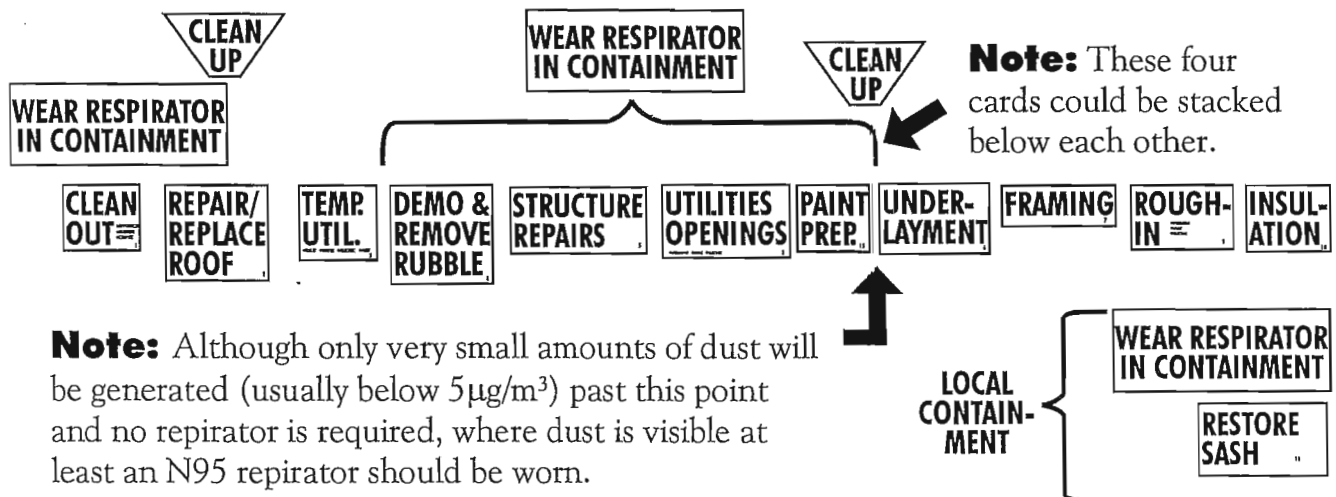 CLEAN
UP
WEAR RESPIRATOR
IN CONTAINMENT
WEAR RESPIRATOR
IN CONTAINMENT
CLEAN
UP
Note: These four
cards could be stacked
below each other.
CLEAN
OUT
REPAIR/
REPLACE
ROOF
TEMP.
UTIL.
DEMO &
REMOVE
RUBBLE
STRUCTURE
REPAIRS
UTILITIES
OPENINGS
PAINT
PREP.
UNDER-
LAYMENT
FRAMING
ROUGH-
IN
INSUL-
ATION
Note: Although only very small amounts of dust will
be generated (usually below 5µg/m³) past this point
and no repirator is required, where dust is visible at
least an N95 repirator should be worn.
LOCAL
CONTAIN-
MENT
WEAR RESPIRATOR
IN CONTAINMENT
RESTORE
SASH